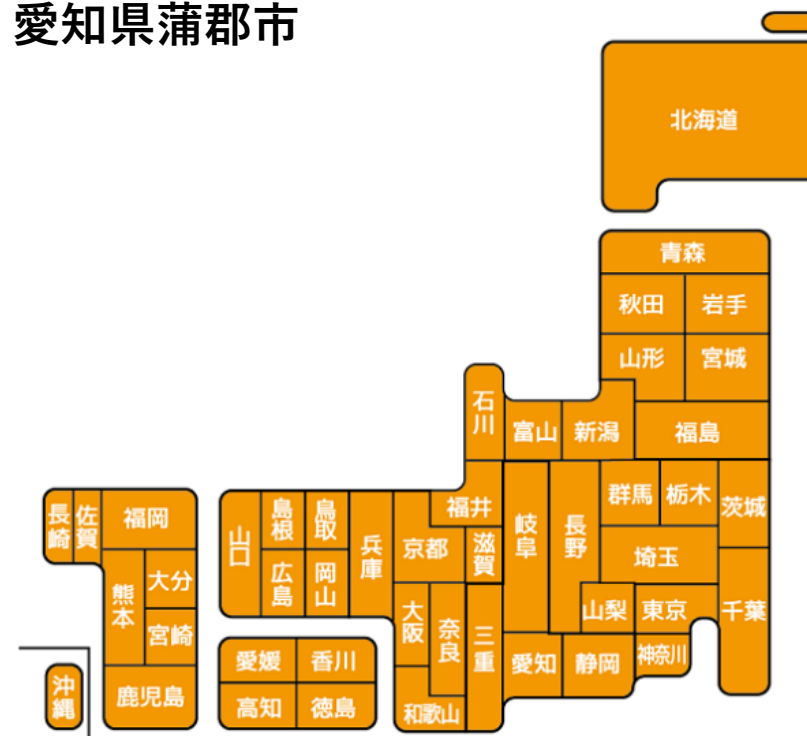 愛知県蒲郡市
北海道
青森
秋田
岩手
山形
宮城
石川
富山
新潟
福島
福井
岐阜
長野
群馬
栃木
茨城
長崎
佐賀
福岡
山口
島根
鳥取
兵庫
京都
滋賀
埼玉
熊本
大分
広島
岡山
大阪
奈良
三重
山梨
東京
千葉
宮崎
愛媛
香川
愛知
静岡
神奈川
沖縄
鹿児島
高知
徳島
和歌山